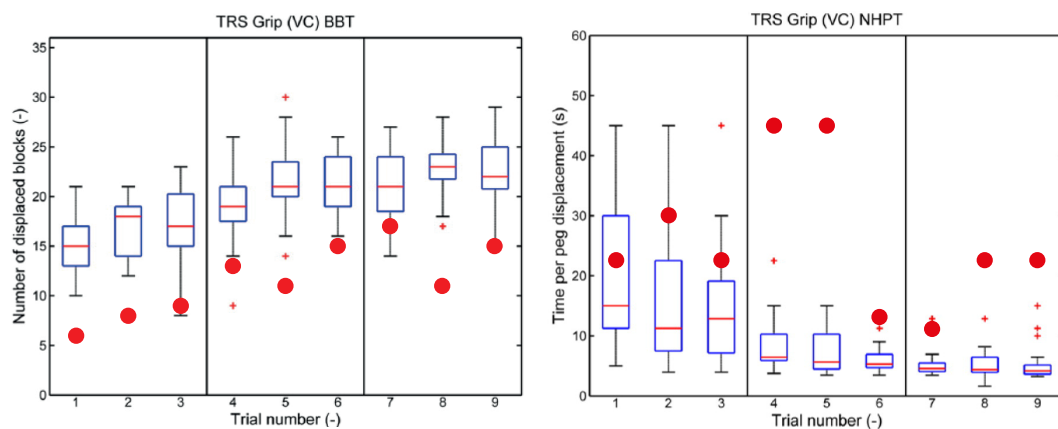 TRS Grip (VC) BBT
Number of displaced blocks (-)
35
30
25
20
15
10
5
0
1 2 3 4 5 6 7 8 9
Trial number (-)
TRS Grip (VC) NHPT
Time per peg displacement (s)
60
50
40
30
20
10
0
1 2 3 4 5 6 7 8 9
Trial number (-)